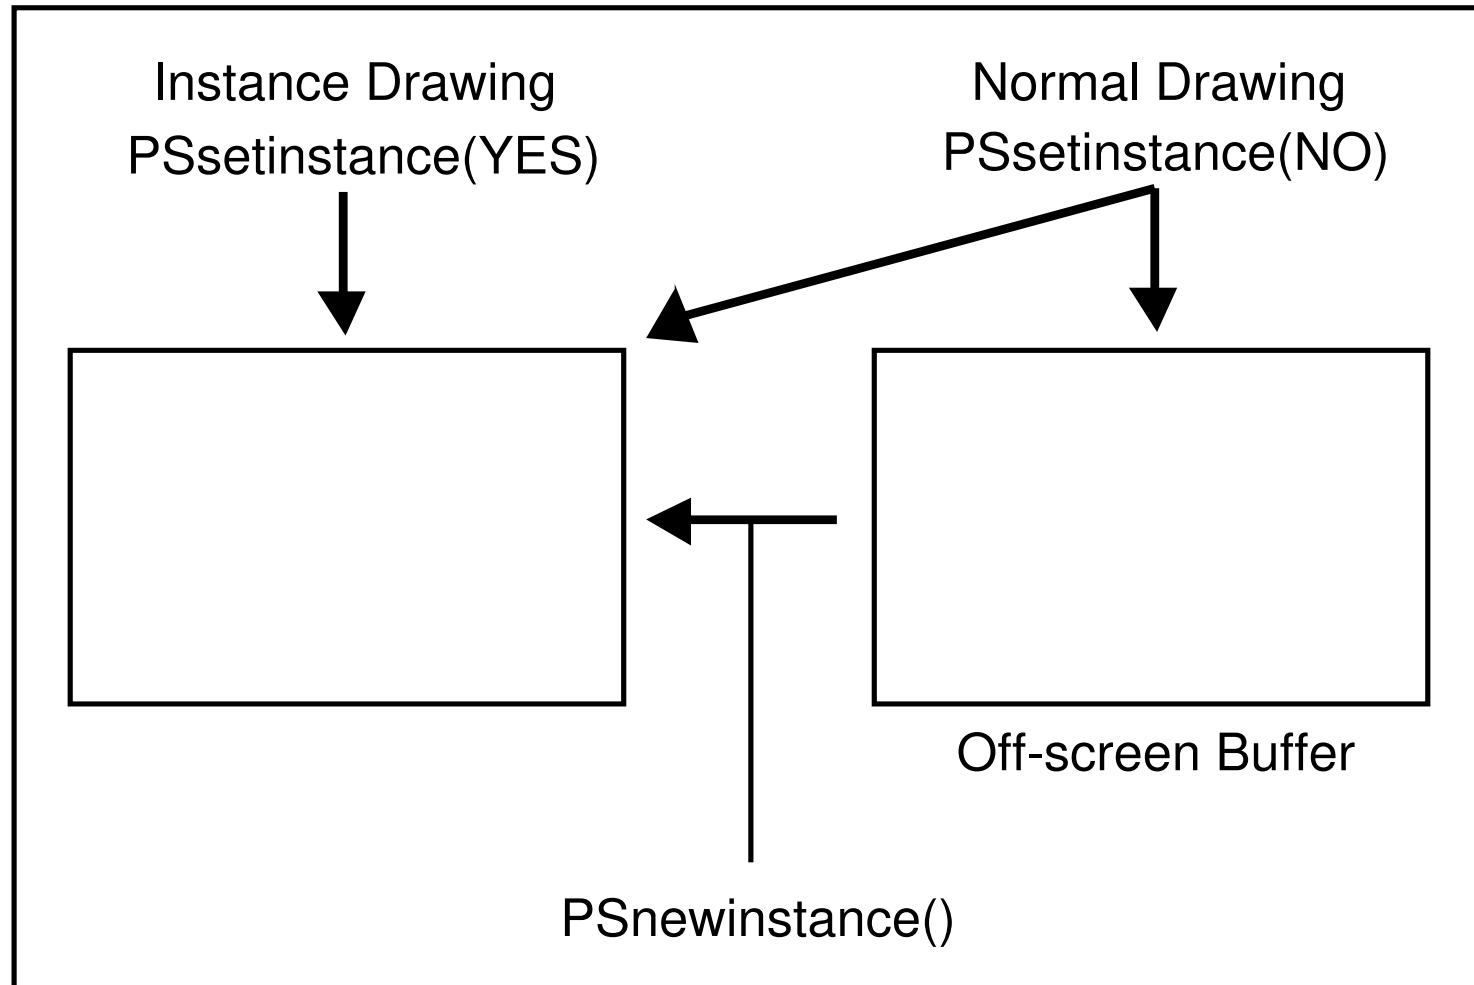 Instance Drawing
PSsetinstance(YES)
Normal Drawing
PSsetinstance(NO)
Off-screen Buffer
PSnewinstance()